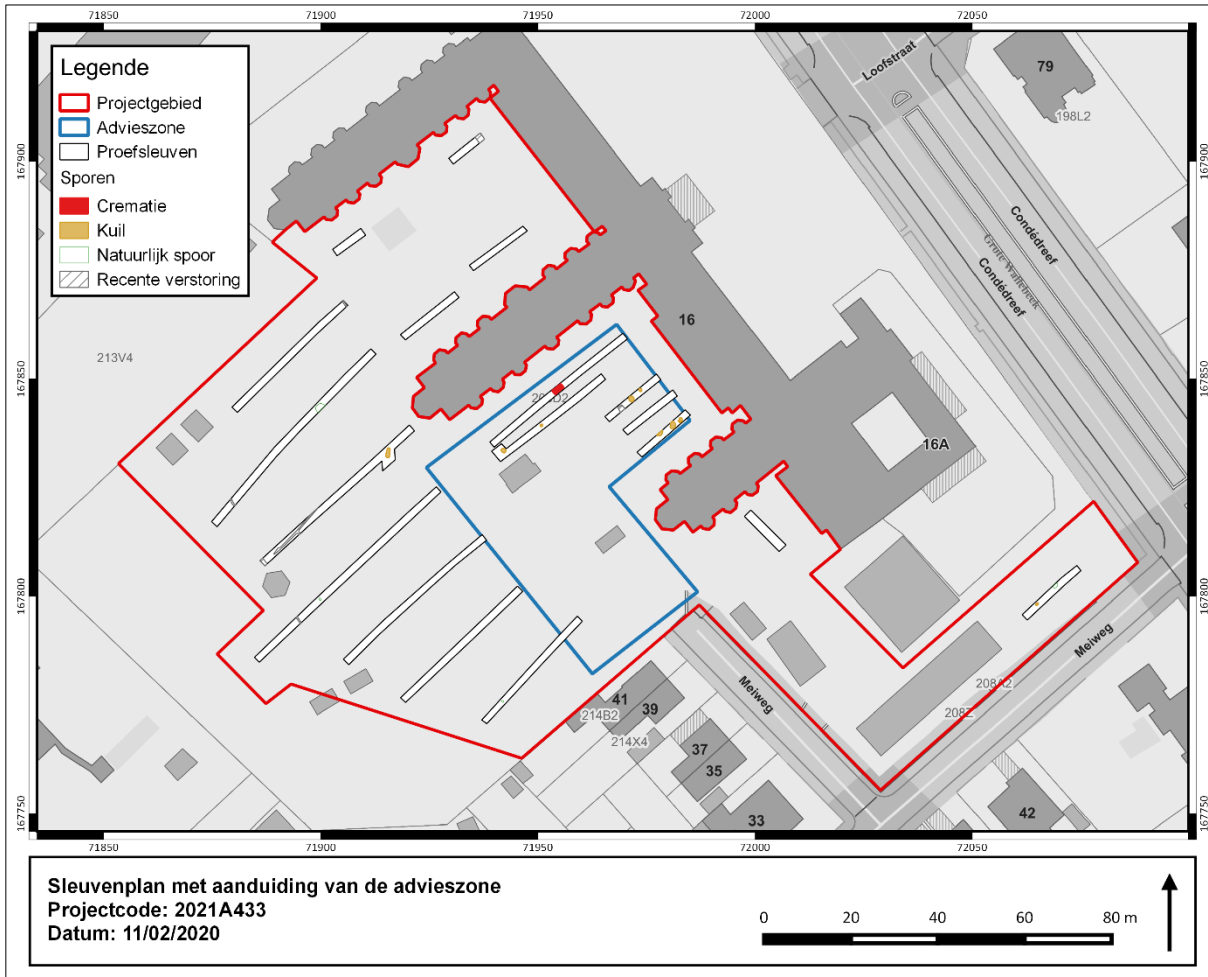 71850 71900 71950 72000 72050
167900
167850
167800
167750
167900
167850
167800
167750
Legende
Projectgebied
Advieszone
Proefsleuven
Sporen
Crematie
Kuil
Natuurlijk spoor
Recente verstoring
Loofstraat
79
198L2
Condédreef
Grote Wallebeek
Condédreef
213V4
16
16A
Meiweg
Meiweg
208A2
208Z
41
39
214B2
214X4
37
35
33
42
71850 71900 71950 72000 72050
Sleuvenplan met aanduiding van de advieszone
Projectcode: 2021A433
Datum: 11/02/2020
0 20 40 60 80 m